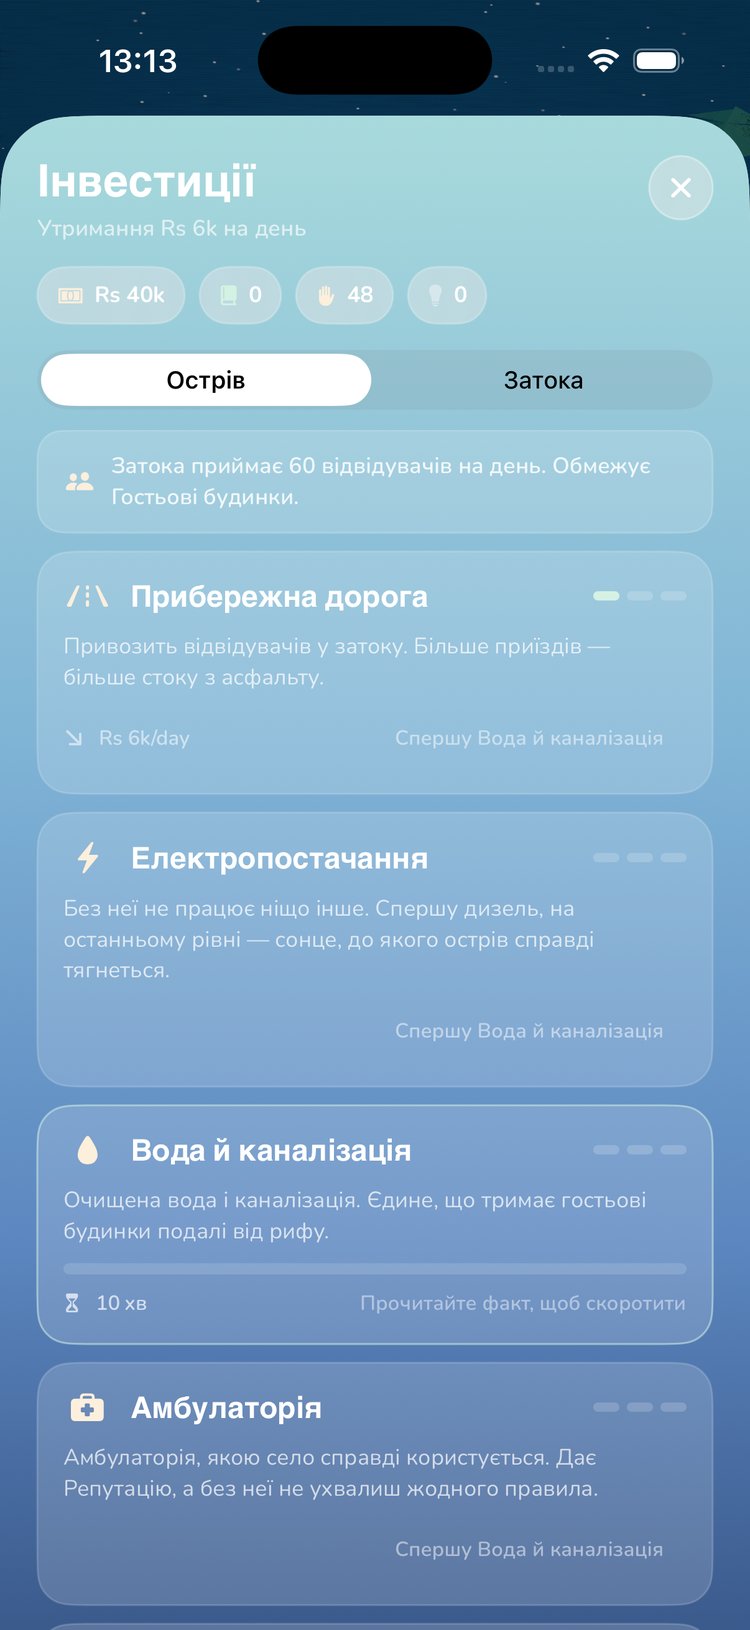 13:13
Інвестиції
Утримання Rs 6k на день
Rs 40k 0 48 0
Острів Затока
Затока приймає 60 відвідувачів на день. Обмежує
Гостьові будинки.
Прибережна дорога
Привозить відвідувачів у затоку. Більше приїздів —
більше стоку з асфальту.
Rs 6k/day Спершу Вода й каналізація
Електропостачання
Без неї не працює ніщо інше. Спершу дизель, на
останньому рівні — сонце, до якого острів справді
тягнеться.
Спершу Вода й каналізація
Вода й каналізація
Очищена вода і каналізація. Єдине, що тримає гостьові
будинки подалі від рифу.
10 хв Прочитайте факт, щоб скоротити
Амбулаторія
Амбулаторія, якою село справді користується. Дає
Репутацію, а без неї не ухвалиш жодного правила.
Спершу Вода й каналізація